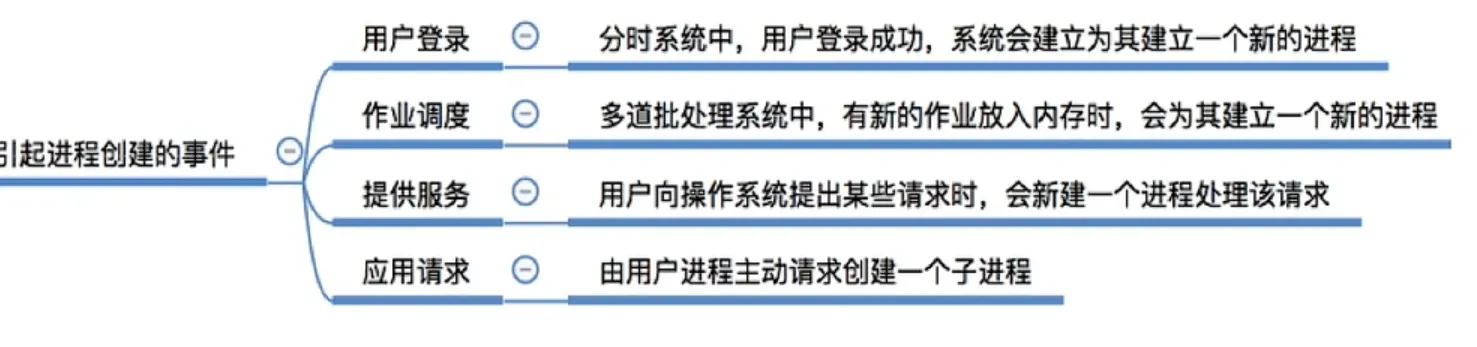 引起进程创建的事件
用户登录
分时系统中，用户登录成功，系统会建立为其建立一个新的进程
作业调度
多道批处理系统中，有新的作业放入内存时，会为其建立一个新的进程
提供服务
用户向操作系统提出某些请求时，会新建一个进程处理该请求
应用请求
由用户进程主动请求创建一个子进程